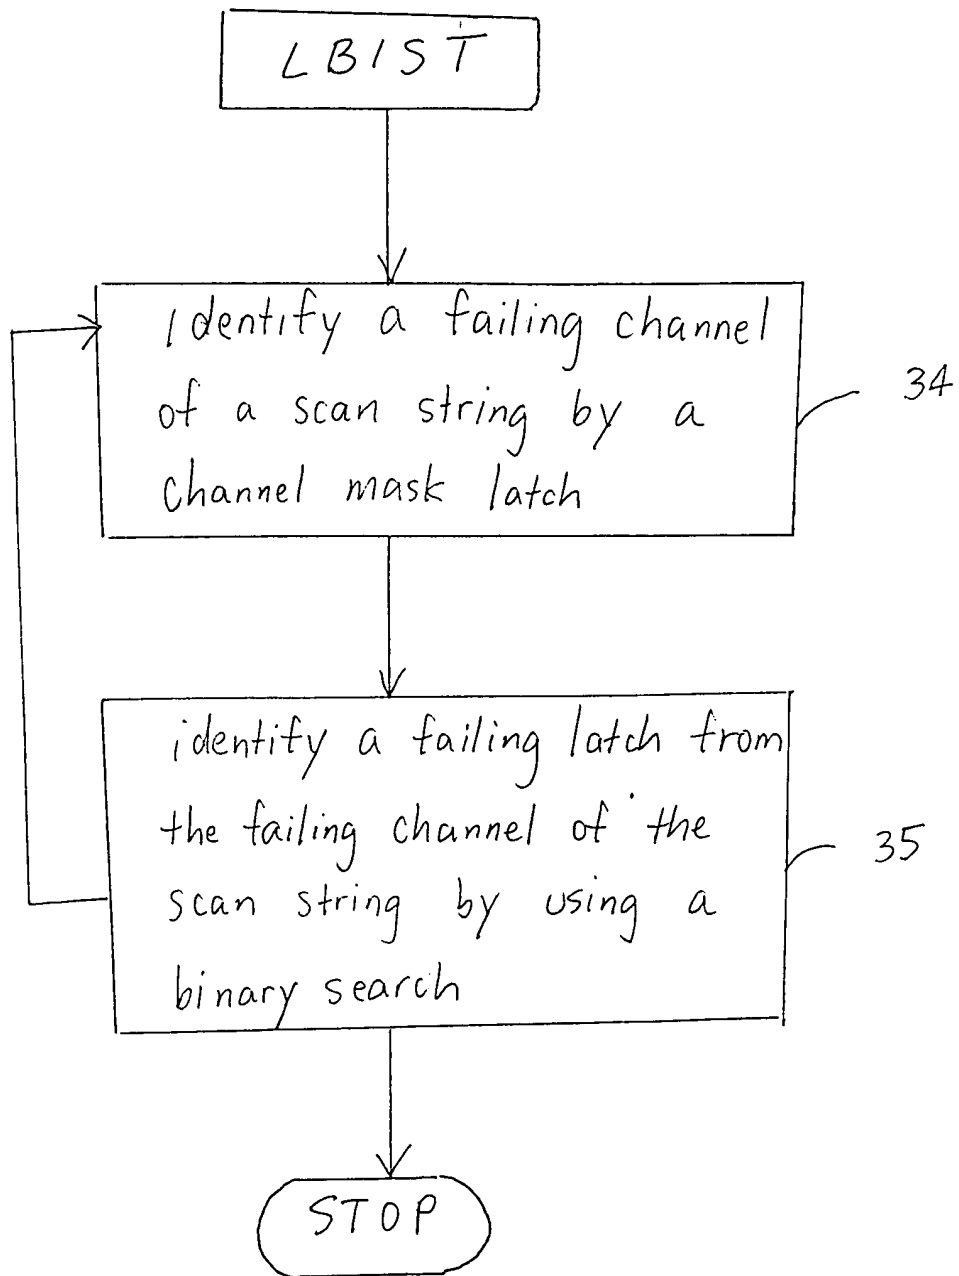 LBIST
Identify a failing channel
of a scan string by a
channel mask latch
34
identify a failing latch from
the failing channel of the
scan string by using a
binary search
35
STOP